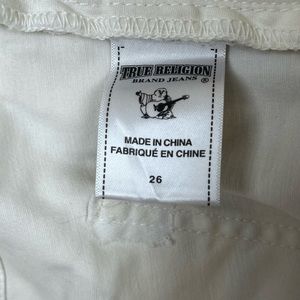 TRUE RELIGION
BRAND JEANS ®
MADE IN CHINA
FABRIQUÉ EN CHINE
26